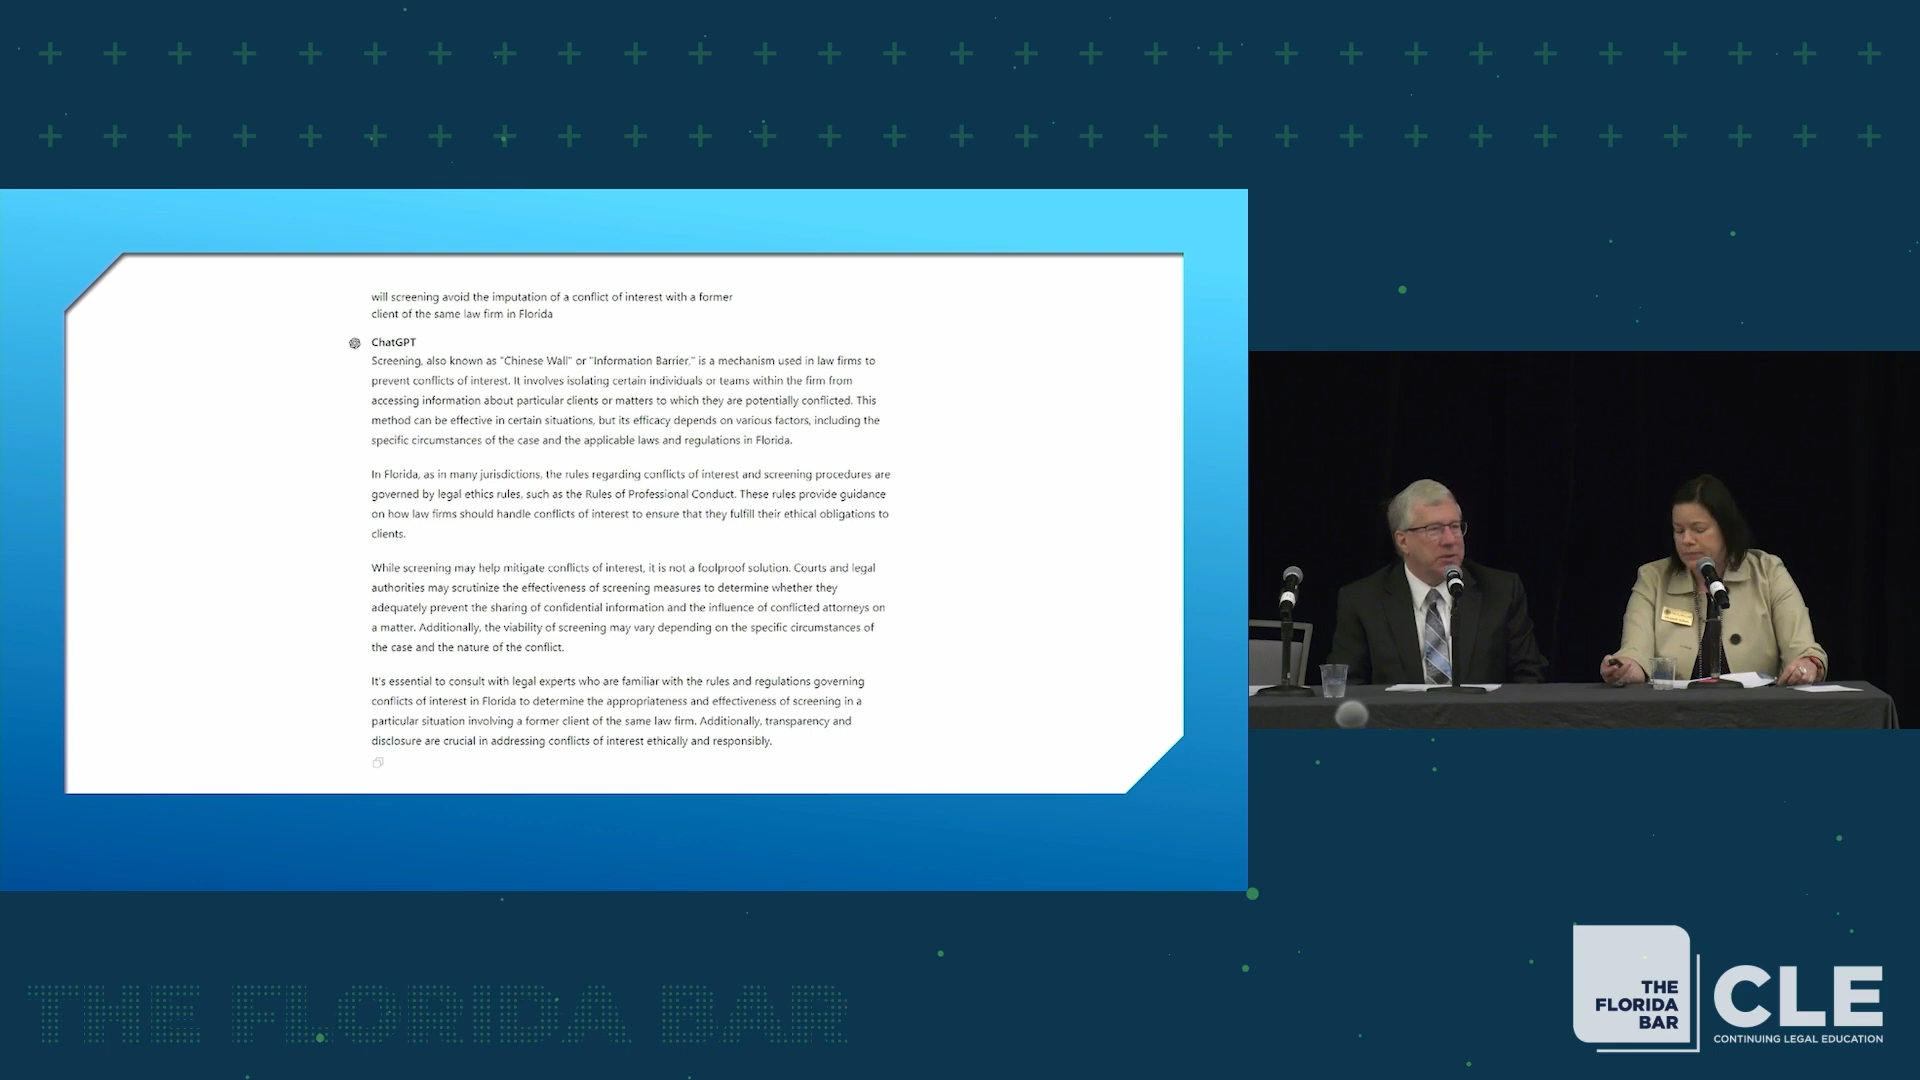 will screening avoid the imputation of a conflict of interest with a former
client of the same law firm in Florida
ChatGPT
Screening, also known as "Chinese Wall" or "Information Barrier," is a mechanism used in law firms to
prevent conflicts of interest. It involves isolating certain individuals or teams within the firm from
accessing information about particular clients or matters to which they are potentially conflicted. This
method can be effective in certain situations, but its efficacy depends on various factors, including the
specific circumstances of the case and the applicable laws and regulations in Florida.
In Florida, as in many jurisdictions, the rules regarding conflicts of interest and screening procedures are
governed by legal ethics rules, such as the Rules of Professional Conduct. These rules provide guidance
on how law firms should handle conflicts of interest to ensure that they fulfill their ethical obligations to
clients.
While screening may help mitigate conflicts of interest, it is not a foolproof solution. Courts and legal
authorities may scrutinize the effectiveness of screening measures to determine whether they
adequately prevent the sharing of confidential information and the influence of conflicted attorneys on
a matter. Additionally, the viability of screening may vary depending on the specific circumstances of
the case and the nature of the conflict.
It's essential to consult with legal experts who are familiar with the rules and regulations governing
conflicts of interest in Florida to determine the appropriateness and effectiveness of screening in a
particular situation involving a former client of the same law firm. Additionally, transparency and
disclosure are crucial in addressing conflicts of interest ethically and responsibly.
THE FLORIDA BAR
THE
FLORIDA
BAR
CLE
CONTINUING LEGAL EDUCATION